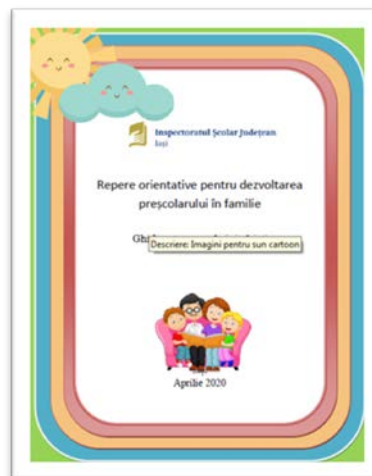 Inspectoratul Școlar Județean
Iași
Repere orientative pentru dezvoltarea
preșcolarului în familie
Descriere: Imagini pentru sun cartoon
Aprilie 2020